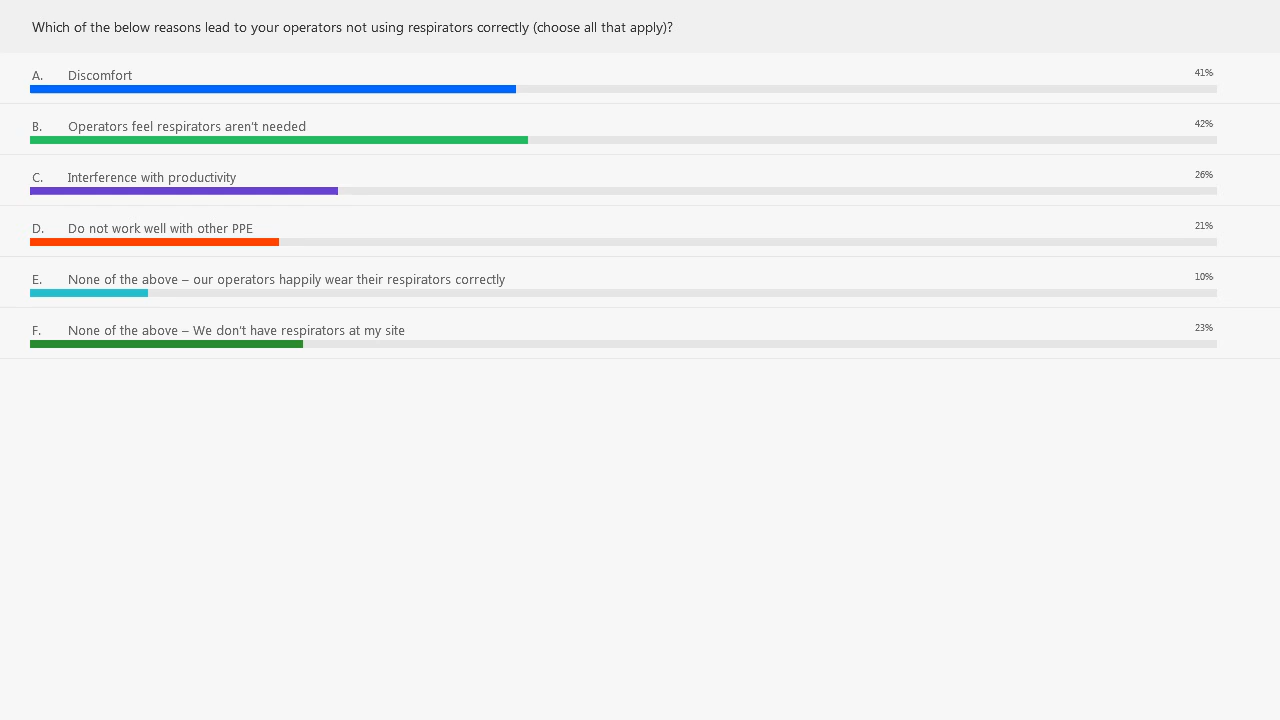 Which of the below reasons lead to your operators not using respirators correctly (choose all that apply)?
A. Discomfort 41%
B. Operators feel respirators aren't needed 42%
C. Interference with productivity 26%
D. Do not work well with other PPE 21%
E. None of the above – our operators happily wear their respirators correctly 10%
F. None of the above – We don't have respirators at my site 23%